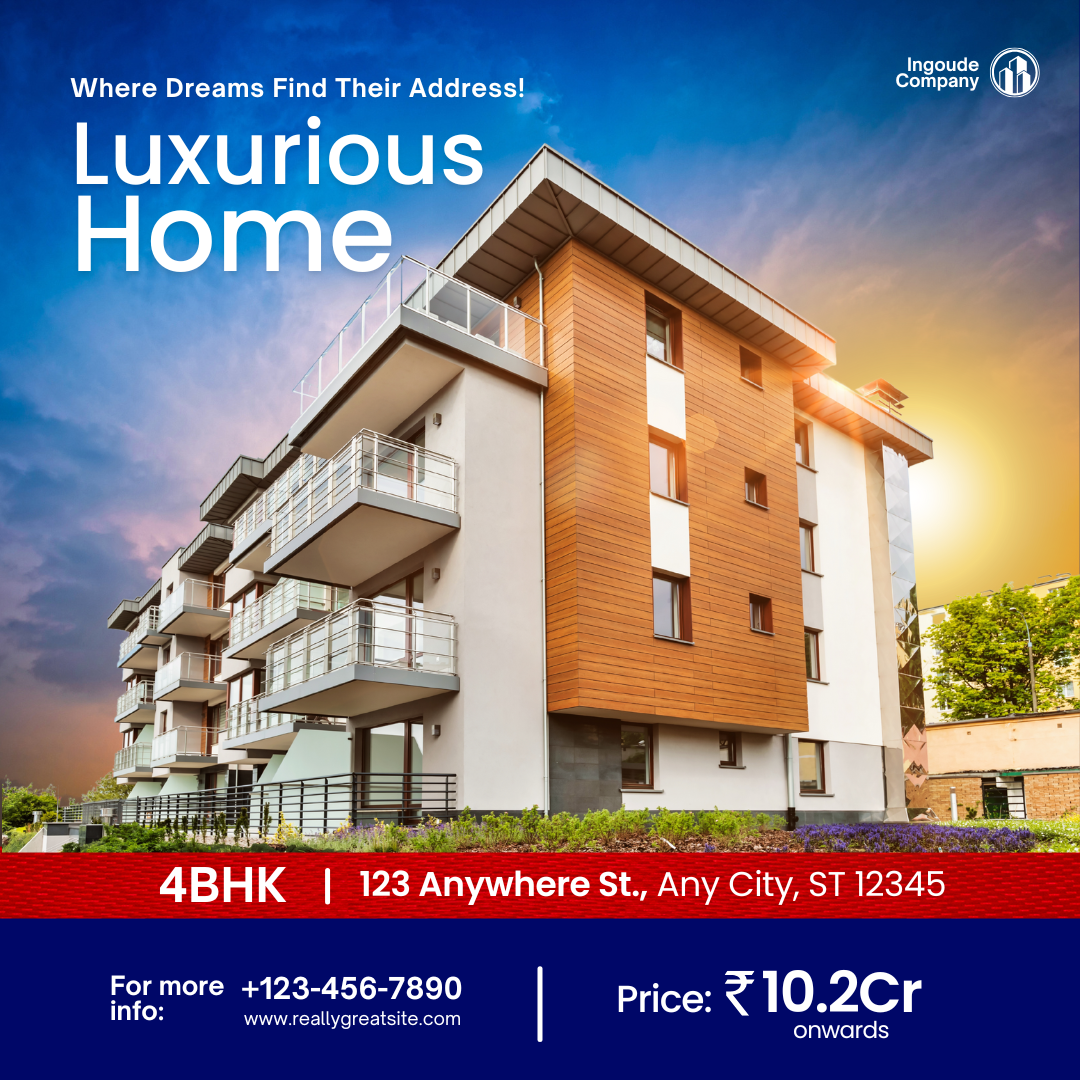 Where Dreams Find Their Address!
Ingoude
Company
Luxurious
Home
4BHK | 123 Anywhere St., Any City, ST 12345
For more
info:
+123-456-7890
www.reallygreatsite.com
Price: ₹10.2Cr
onwards